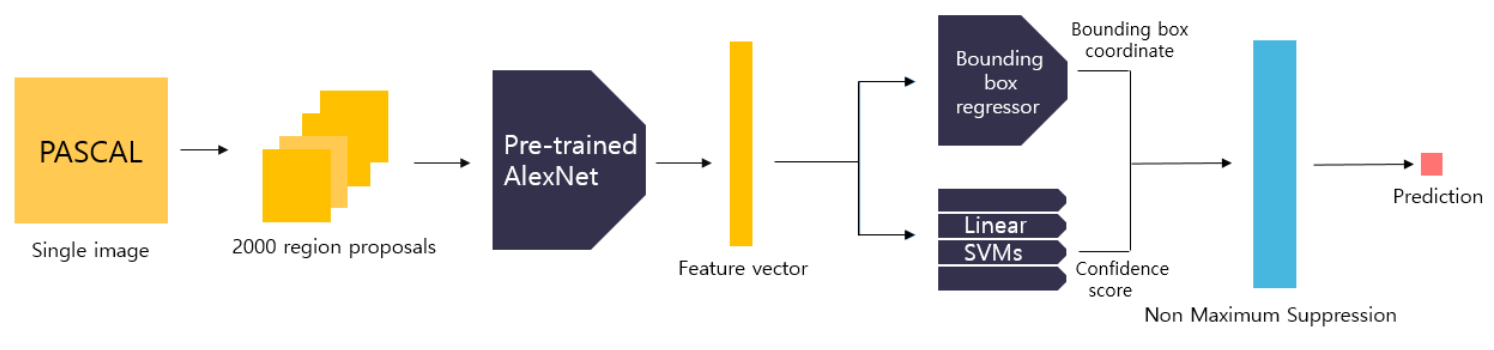 PASCAL
Single image
2000 region proposals
Pre-trained
AlexNet
Feature vector
Bounding
box
regressor
Bounding box
coordinate
Linear
SVMs
Confidence
score
Non Maximum Suppression
Prediction